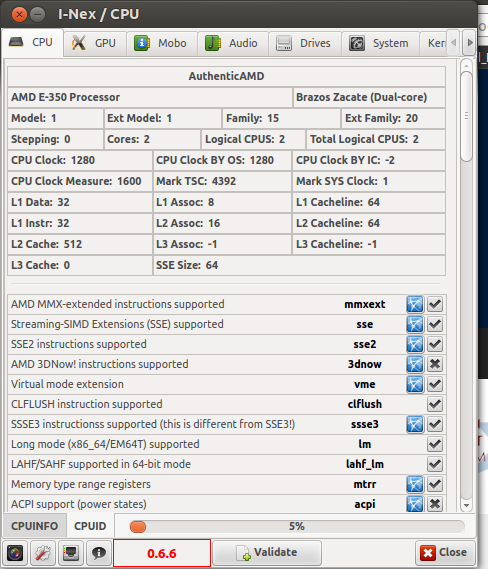 I-Nex / CPU
CPU GPU Mobo Audio Drives System Ker
AuthenticAMD
AMD E-350 Processor Brazos Zacate (Dual-core)
Model: 1 Ext Model: 1 Family: 15 Ext Family: 20
Stepping: 0 Cores: 2 Logical CPUS: 2 Total Logical CPUS: 2
CPU Clock: 1280 CPU Clock BY OS: 1280 CPU Clock BY IC: -2
CPU Clock Measure: 1600 Mark TSC: 4392 Mark SYS Clock: 1
L1 Data: 32 L1 Assoc: 8 L1 Cacheline: 64
L1 Instr: 32 L2 Assoc: 16 L2 Cacheline: 64
L2 Cache: 512 L3 Assoc: -1 L3 Cacheline: -1
L3 Cache: 0 SSE Size: 64
AMD MMX-extended instructions supported mmxext
Streaming-SIMD Extensions (SSE) supported sse
SSE2 instructions supported sse2
AMD 3DNow! instructions supported 3dnow
Virtual mode extension vme
CLFLUSH instruction supported clflush
SSSE3 instructionss supported (this is different from SSE3!) ssse3
Long mode (x86_64/EM64T) supported lm
LAHF/SAHF supported in 64-bit mode lahf_lm
Memory type range registers mtrr
ACPI support (power states) acpi
CPUINFO CPUID 5%
0.6.6 Validate Close